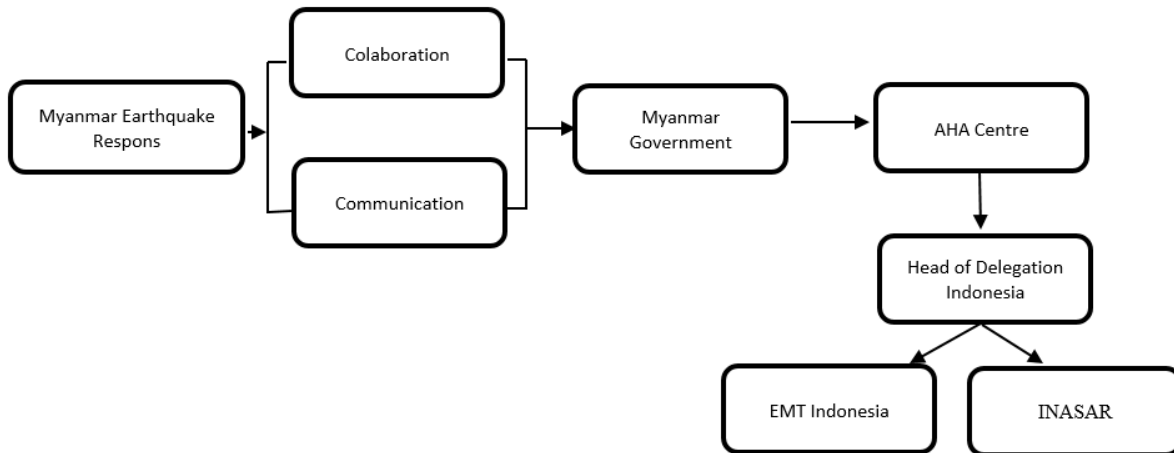 Colaboration
Myanmar Earthquake
Respons
Myanmar
Government
AHA Centre
Communication
Head of Delegation
Indonesia
EMT Indonesia
INASAR